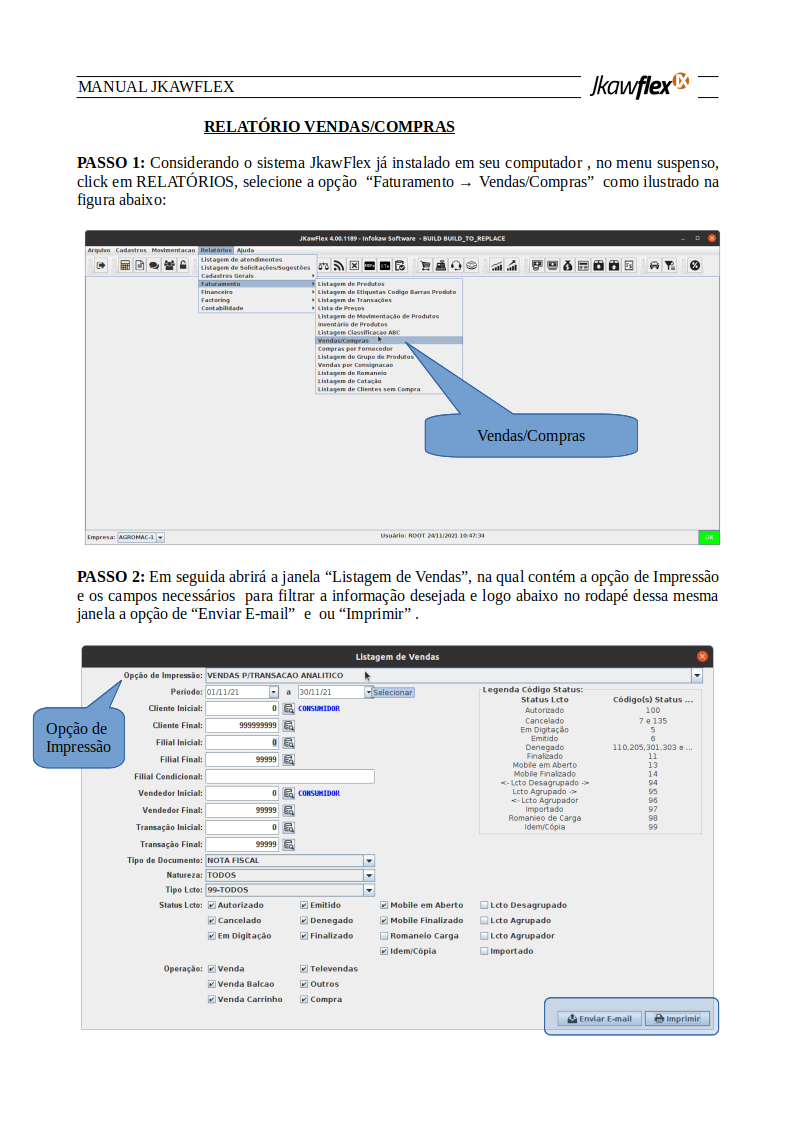 MANUAL JKAWFLEX
Jkawflex
RELATÓRIO VENDAS/COMPRAS
PASSO 1: Considerando o sistema JkawFlex já instalado em seu computador , no menu suspenso,
click em RELATÓRIOS, selecione a opção “Faturamento → Vendas/Compras” como ilustrado na
figura abaixo:
JKawFlex 4.00.1189 - Infokaw Software - BUILD BUILD_TO_REPLACE
Arquivo Cadastros Movimentacao Relatórios Ajuda
Listagem de atendimentos
Listagem de Solicitações/Sugestões
Cadastros Gerais
Faturamento
Financeiro
Factoring
Contabilidade
Listagem de Produtos
Listagem de Etiquetas Codigo Barras Produto
Listagem de Transações
Lista de Preços
Listagem de Movimentação de Produtos
Inventário de Produtos
Listagem Classificacao ABC
Vendas/Compras
Compras por Fornecedor
Listagem de Grupo de Produtos
Vendas por Consignacao
Listagem de Romaneio
Listagem de Cotação
Listagem de Clientes sem Compra
Vendas/Compras
Empresa: AGROMAC-1
Usuário: ROOT 24/11/2021 10:47:34
OK
PASSO 2: Em seguida abrirá a janela “Listagem de Vendas”, na qual contém a opção de Impressão
e os campos necessários para filtrar a informação desejada e logo abaixo no rodapé dessa mesma
janela a opção de “Enviar E-mail” e ou “Imprimir” .
Listagem de Vendas
Opção de Impressão: VENDAS P/TRANSACAO ANALITICO
Período: 01/11/21 a 30/11/21 Selecionar
Cliente Inicial: 0 CONSUMIDOR
Cliente Final: 999999999
Filial Inicial: 0
Filial Final: 99999
Filial Condicional:
Vendedor Inicial: 0 CONSUMIDOR
Vendedor Final: 99999
Transação Inicial: 0
Transação Final: 99999
Tipo de Documento: NOTA FISCAL
Natureza: TODOS
Tipo Lcto: 99-TODOS
Opção de
Impressão
Legenda Código Status:
Status Lcto Código(s) Status ...
Autorizado 100
Cancelado 7 e 135
Em Digitação 5
Emitido 6
Denegado 110,205,301,303 e ...
Finalizado 11
Mobile em Aberto 13
Mobile Finalizado 14
<- Lcto Desagrupado -> 94
Lcto Agrupado -> 95
<- Lcto Agrupador 96
Importado 97
Romanieo de Carga 98
Idem/Cópia 99
Status Lcto: Autorizado Emitido Mobile em Aberto Lcto Desagrupado
Cancelado Denegado Mobile Finalizado Lcto Agrupado
Em Digitação Finalizado Romaneio Carga Lcto Agrupador
Idem/Cópia Importado
Operação: Venda Televendas
Venda Balcao Outros
Venda Carrinho Compra
Enviar E-mail Imprimir